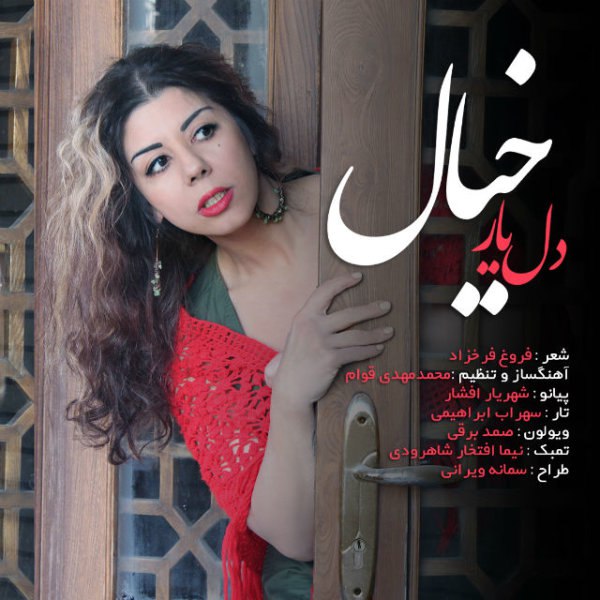 خیال
دل یار
شعر : فروغ فرخزاد
آهنگساز و تنظیم :محمدمهدی قوام
پیانو : شهریار افشار
تار : سهراب ابراهیمی
ویولون : صمد برقی
تمبک : نیما افتخار شاهرودی
طراح : سمانه ویرانی